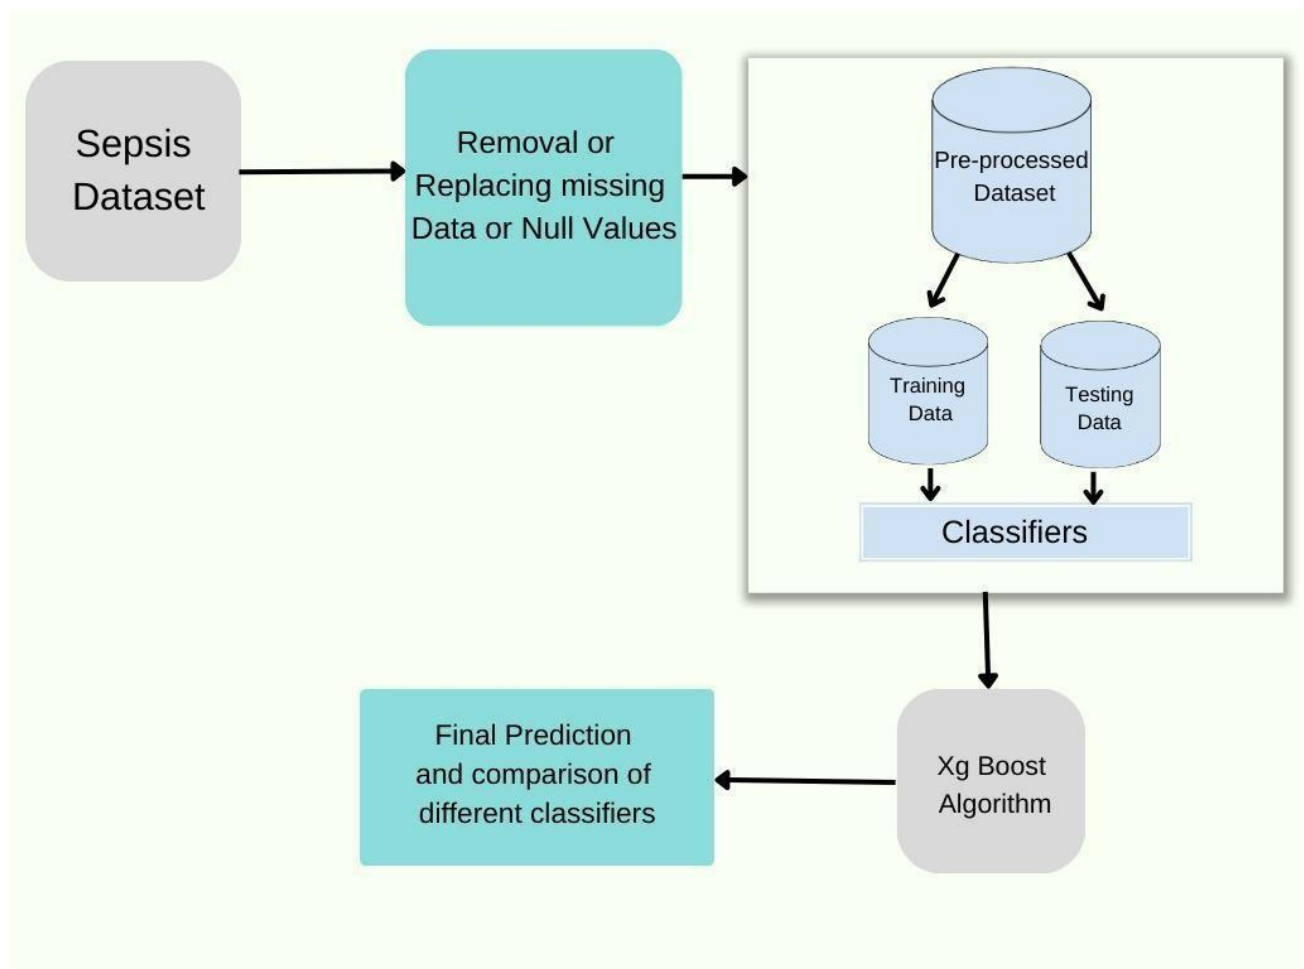 Sepsis
Dataset
Removal or
Replacing missing
Data or Null Values
Pre-processed
Dataset
Training
Data
Testing
Data
Classifiers
Xg Boost
Algorithm
Final Prediction
and comparison of
different classifiers